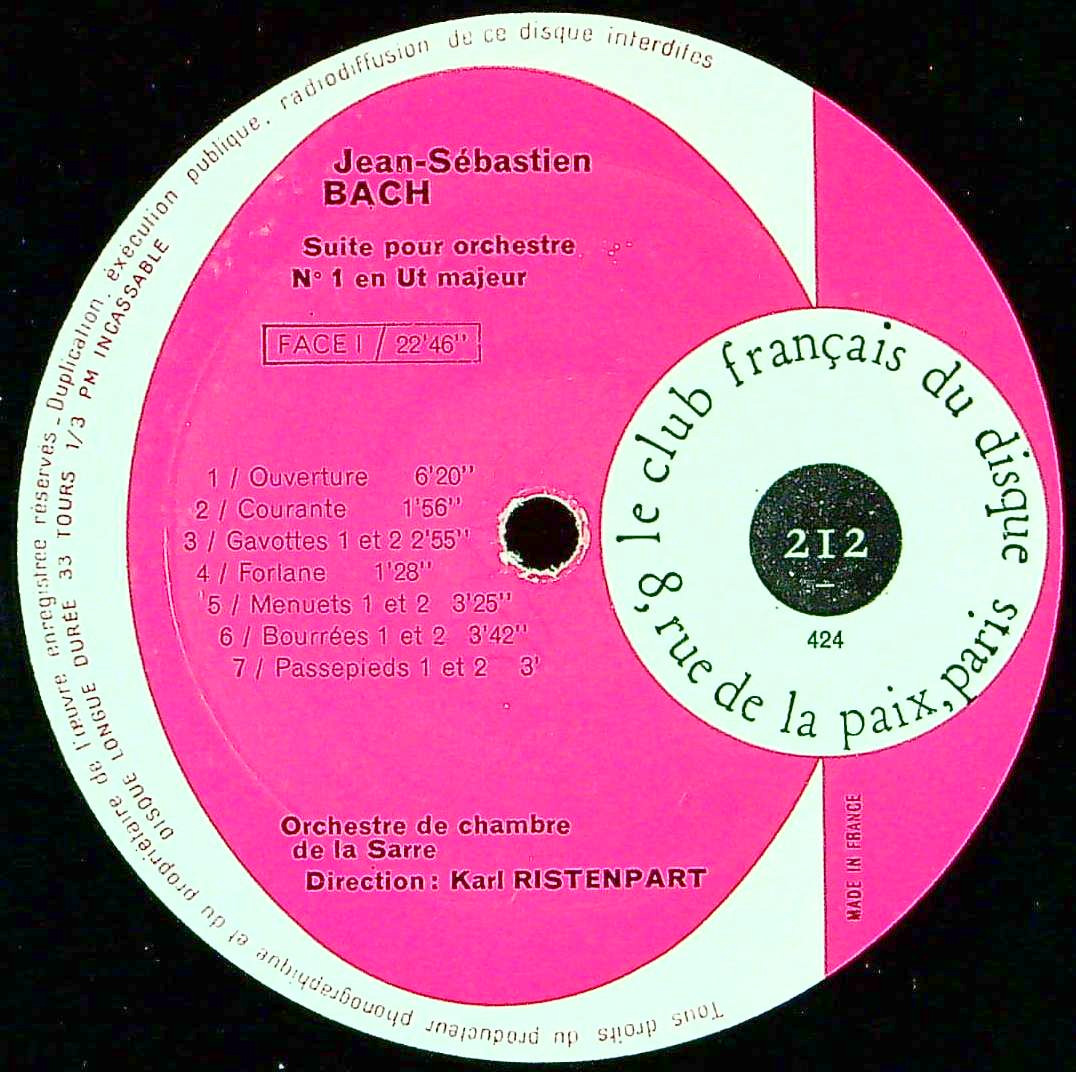 Jean-Sébastien
BACH
Suite pour orchestre
N° 1 en Ut majeur
FACE I / 22'46''
1 / Ouverture 6'20''
2 / Courante 1'56''
3 / Gavottes 1 et 2 2'55''
4 / Forlane 1'28''
5 / Menuets 1 et 2 3'25''
6 / Bourrées 1 et 2 3'42''
7 / Passepieds 1 et 2 3'
Orchestre de chambre
de la Sarre
Direction : Karl RISTENPART
le club français du disque
8, rue de la paix, paris
212
424
MADE IN FRANCE
Tous droits du producteur phonographique et du propriétaire de l'œuvre enregistrée réservés - Duplication, éxécution publique, radiodiffusion de ce disque interdites
DISQUE LONGUE DURÉE 33 TOURS 1/3 PM INCASSABLE